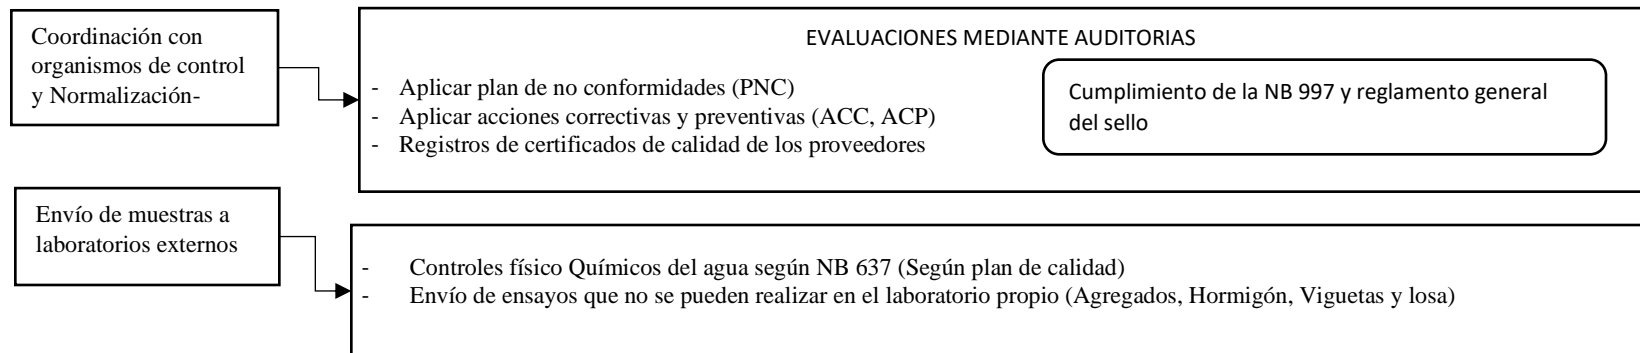 Coordinación con
organismos de control
y Normalización-
EVALUACIONES MEDIANTE AUDITORIAS
- Aplicar plan de no conformidades (PNC)
- Aplicar acciones correctivas y preventivas (ACC, ACP)
- Registros de certificados de calidad de los proveedores
Cumplimiento de la NB 997 y reglamento general
del sello
Envío de muestras a
laboratorios externos
- Controles físico Químicos del agua según NB 637 (Según plan de calidad)
- Envío de ensayos que no se pueden realizar en el laboratorio propio (Agregados, Hormigón, Viguetas y losa)